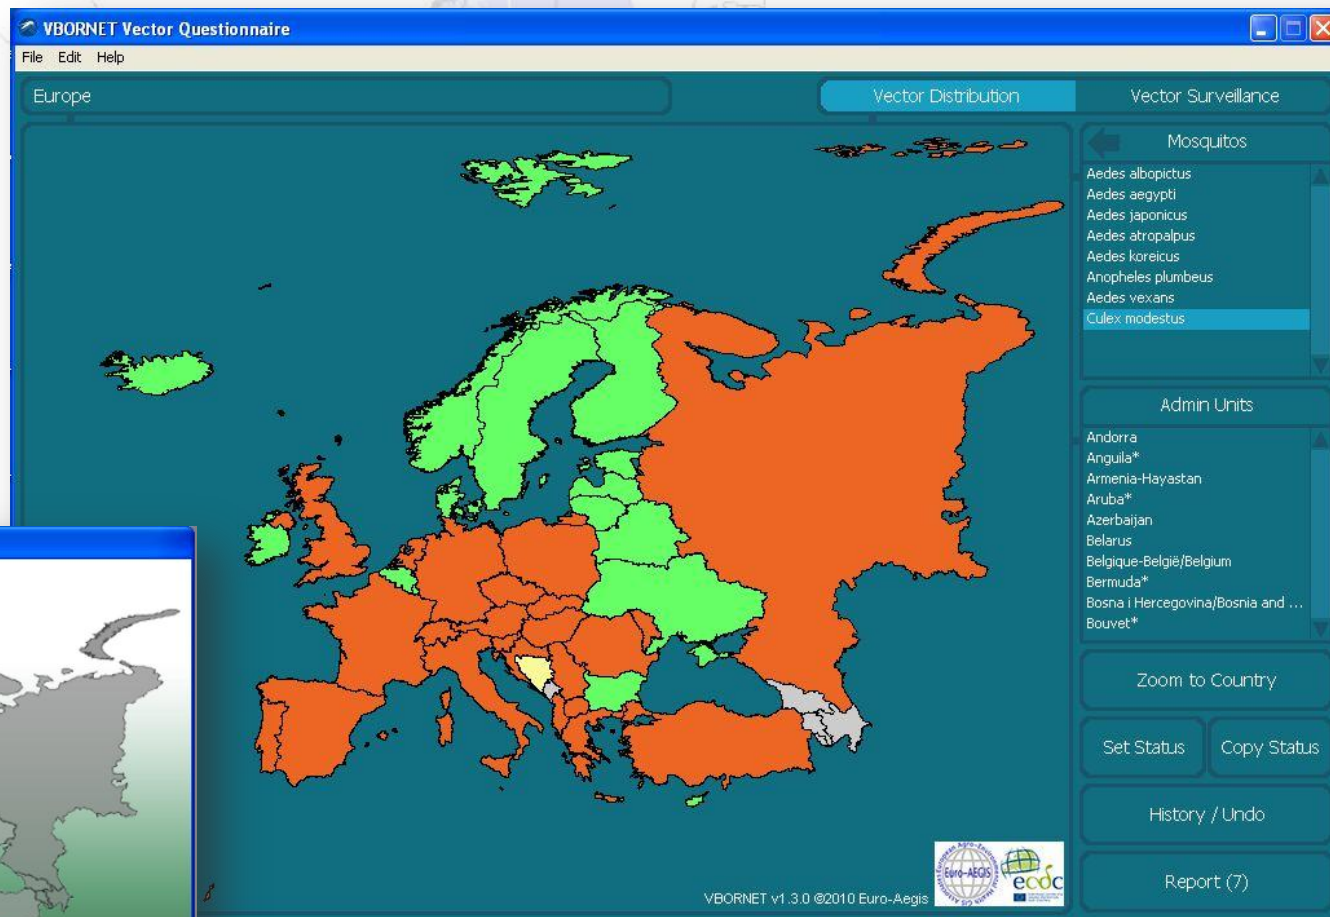 VBORNET Vector Questionnaire
File Edit Help
Europe
Vector Distribution
Vector Surveillance
Mosquitos
Aedes albopictus
Aedes aegypti
Aedes japonicus
Aedes atropalpus
Aedes koreicus
Anopheles plumbeus
Aedes vexans
Culex modestus
Admin Units
Andorra
Anguila*
Armenia-Hayastan
Aruba*
Azerbaijan
Belarus
Belgique-België/Belgium
Bermuda*
Bosna i Hercegovina/Bosnia and ...
Bouvet*
Zoom to Country
Set Status
Copy Status
History / Undo
Report (7)
VBORNET v1.3.0 ©2010 Euro-Aegis
Euro-AEGIS
ecdc